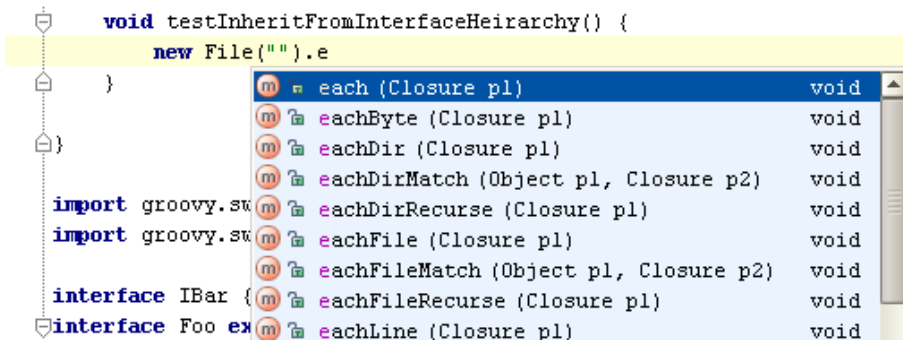 void testInheritFromInterfaceHeirarchy() {
new File("").e
}
m each (Closure p1) void
m eachByte (Closure p1) void
}
m eachDir (Closure p1) void
m eachDirMatch (Object p1, Closure p2) void
import groovy.sw
m eachDirRecurse (Closure p1) void
import groovy.sw
m eachFile (Closure p1) void
m eachFileMatch (Object p1, Closure p2) void
interface IBar {
m eachFileRecurse (Closure p1) void
interface Foo ex
m eachLine (Closure p1) void